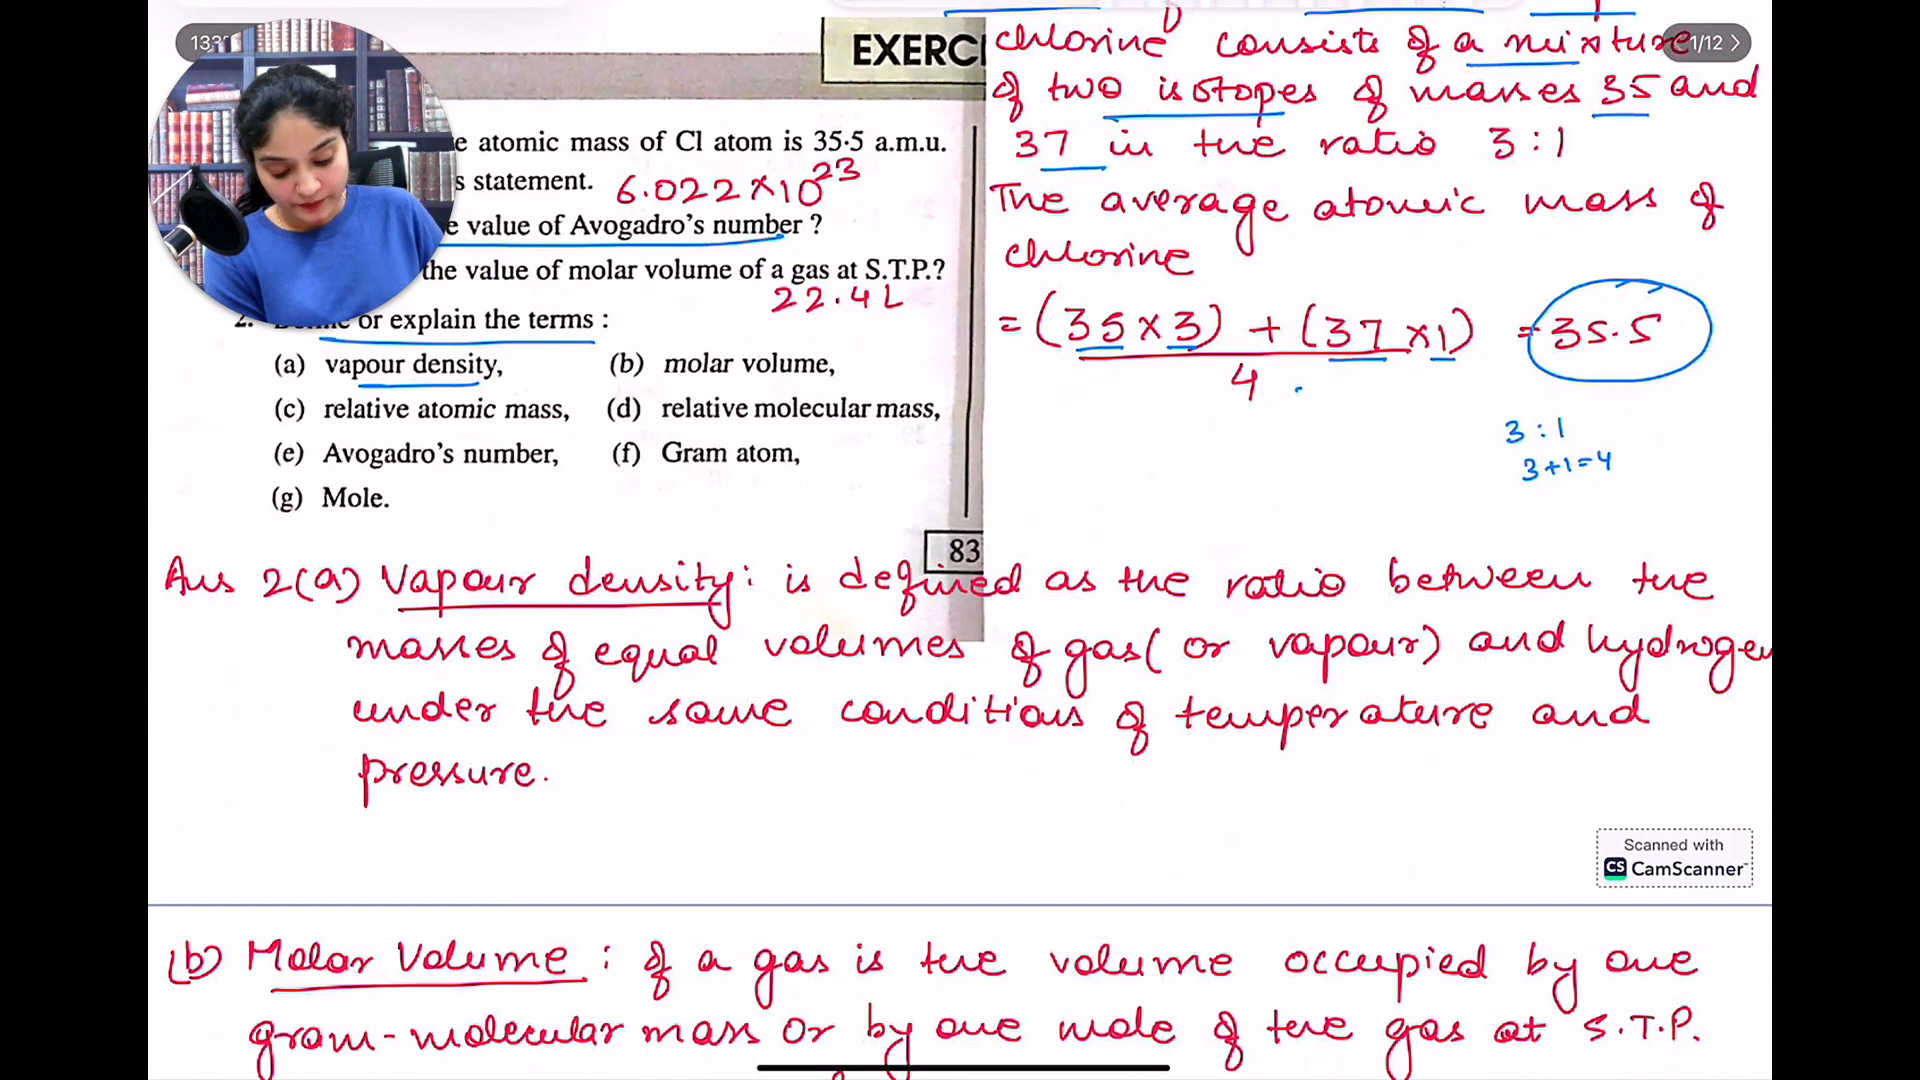 133
1/12
EXERCI
e atomic mass of Cl atom is 35·5 a.m.u.
s statement. 6.022×10²³
e value of Avogadro's number ?
the value of molar volume of a gas at S.T.P.?
22.4 L
2. or explain the terms :
(a) vapour density, (b) molar volume,
(c) relative atomic mass, (d) relative molecular mass,
(e) Avogadro's number, (f) Gram atom,
(g) Mole.
83
chlorine consists of a mixture
of two isotopes of masses 35 and
37 in the ratio 3 : 1
The average atomic mass of
chlorine
= (35 × 3) + (37 × 1) = 35.5
4
3 : 1
3+1=4
Ans 2(a) Vapour density: is defined as the ratio between the
masses of equal volumes of gas( or vapour) and hydrogen
under the same conditions of temperature and
pressure.
Scanned with
CS CamScanner
(b) Molar Volume : of a gas is the volume occupied by one
gram-molecular mass or by one mole of the gas at S.T.P.